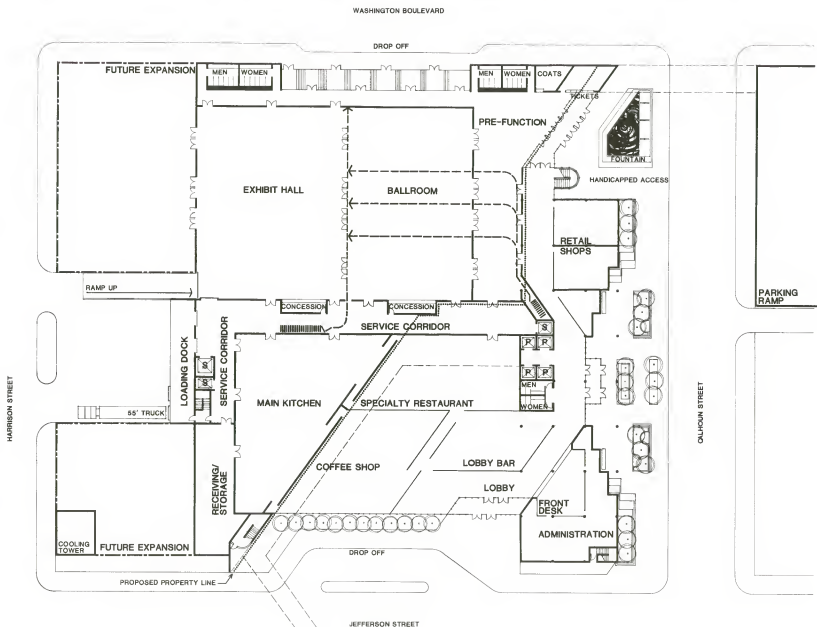 WASHINGTON BOULEVARD
DROP OFF
FUTURE EXPANSION
MEN
WOMEN
MEN
WOMEN
COATS
TICKETS
PRE-FUNCTION
FOUNTAIN
HANDICAPPED ACCESS
EXHIBIT HALL
BALLROOM
RETAIL
SHOPS
RAMP UP
PARKING
RAMP
CONCESSION
CONCESSION
SERVICE CORRIDOR
S
LOADING DOCK
SERVICE CORRIDOR
P
P
S
S
P
P
HARRISON STREET
MEN
WOMEN
MAIN KITCHEN
SPECIALTY RESTAURANT
55' TRUCK
CALHOUN STREET
COFFEE SHOP
LOBBY BAR
RECEIVING/
STORAGE
LOBBY
FRONT
DESK
ADMINISTRATION
COOLING
TOWER
FUTURE EXPANSION
DROP OFF
PROPOSED PROPERTY LINE
JEFFERSON STREET